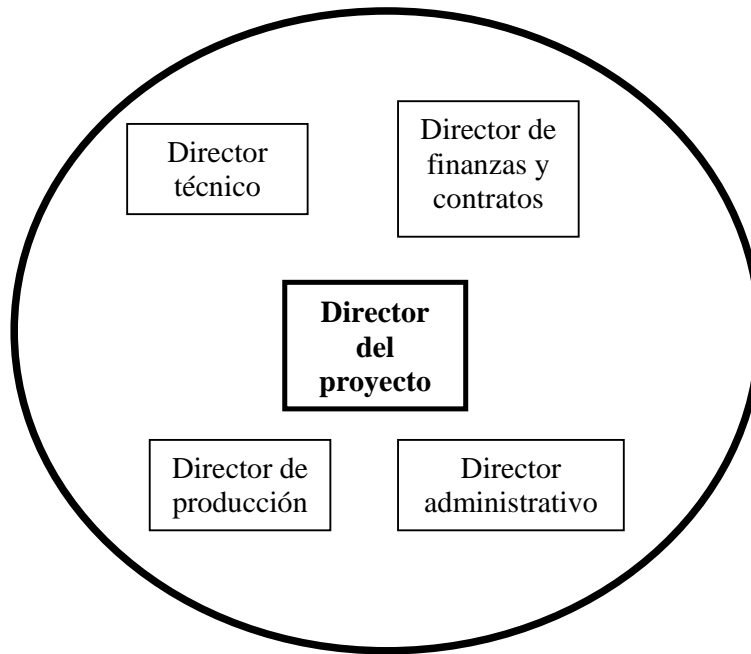 Director
técnico
Director de
finanzas y
contratos
Director
del
proyecto
Director de
producción
Director
administrativo